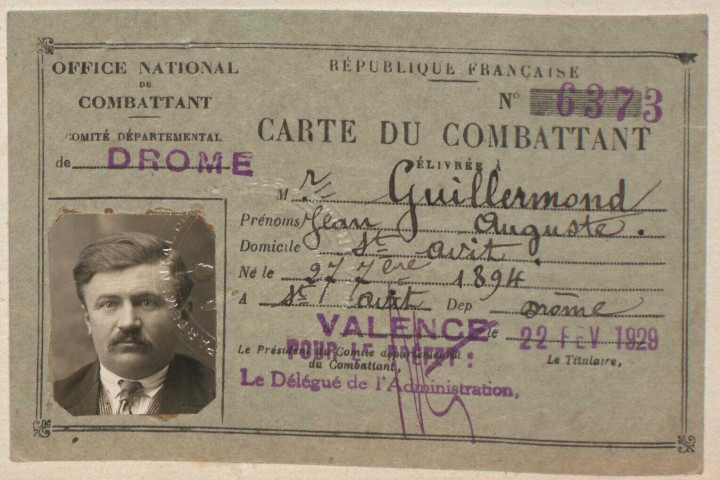 OFFICE NATIONAL
DU
COMBATTANT
COMITÉ DÉPARTEMENTAL
de DROME
RÉPUBLIQUE FRANÇAISE
N° 6373
CARTE DU COMBATTANT
DÉLIVRÉE A
M r Guillermond
Prénoms Jean Auguste.
Domicile St Avit.
Né le 27 7bre 1894
A St Avit Dep Drôme
VALENCE le 22 FEV 1929
Le Président du Comité départemental
du Combattant,
POUR LE
Le Titulaire,
Le Délégué de l'Administration,